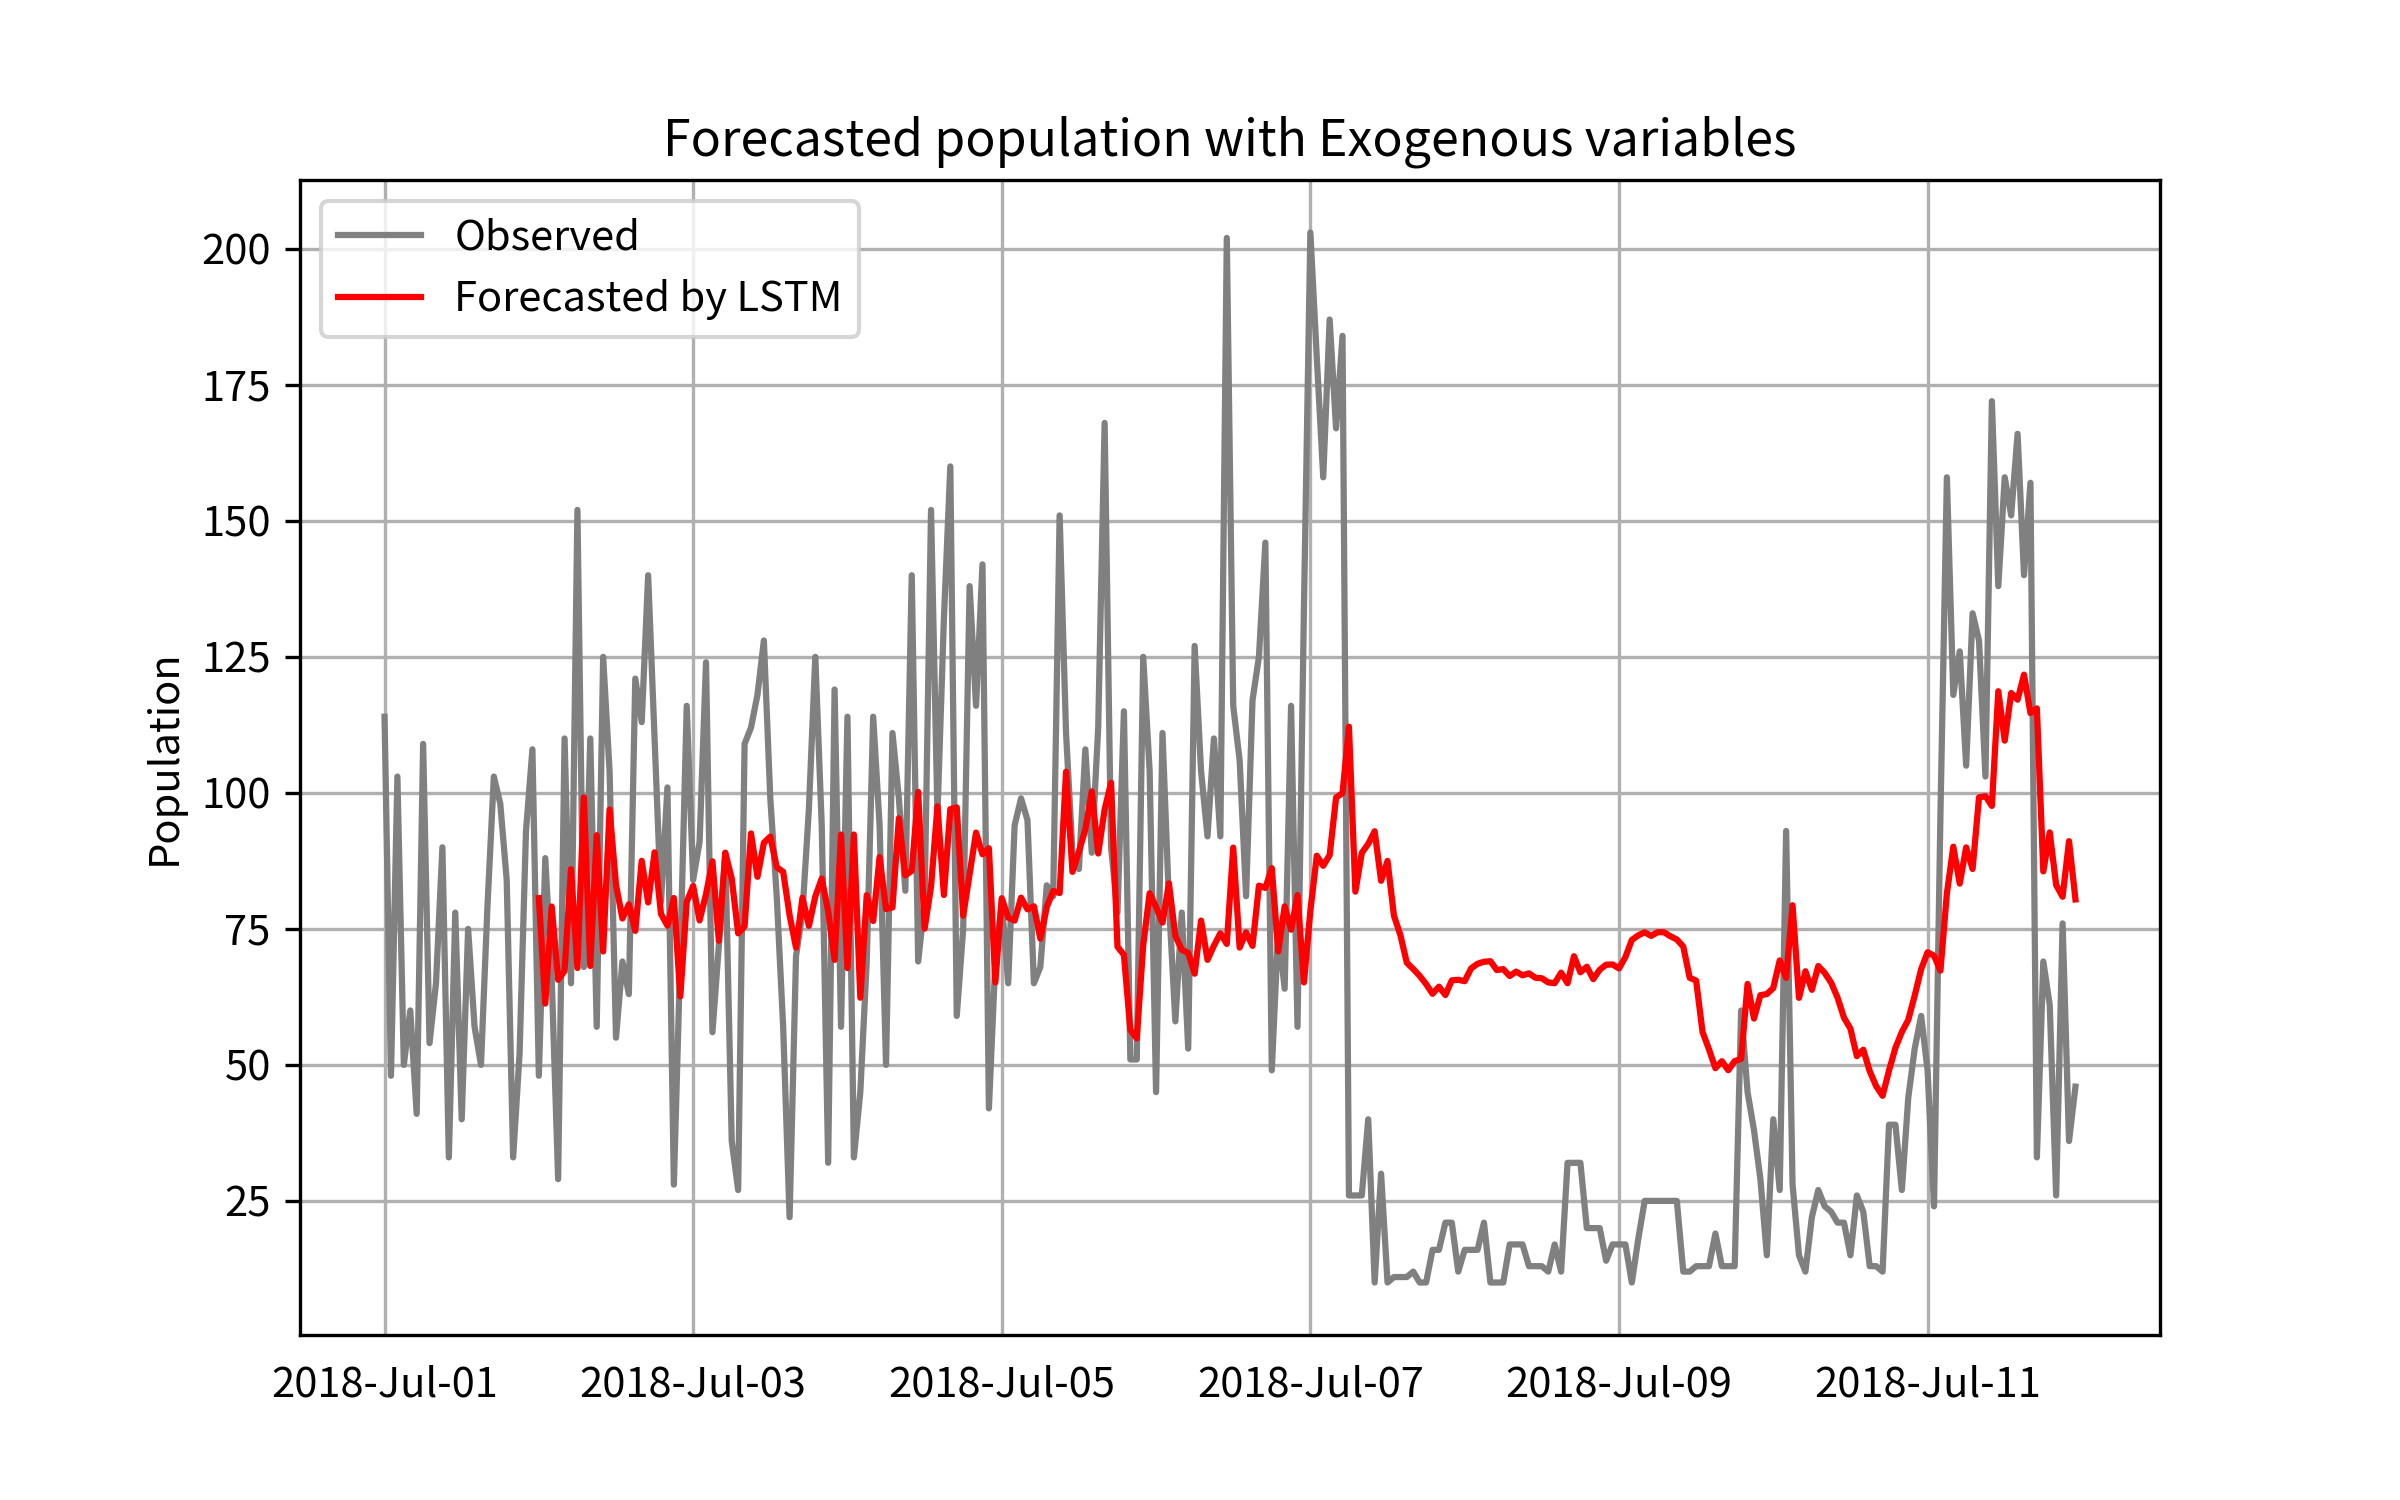 Forecasted population with Exogenous variables
Observed
Forecasted by LSTM
Population
200
175
150
125
100
75
50
25
2018-Jul-01
2018-Jul-03
2018-Jul-05
2018-Jul-07
2018-Jul-09
2018-Jul-11